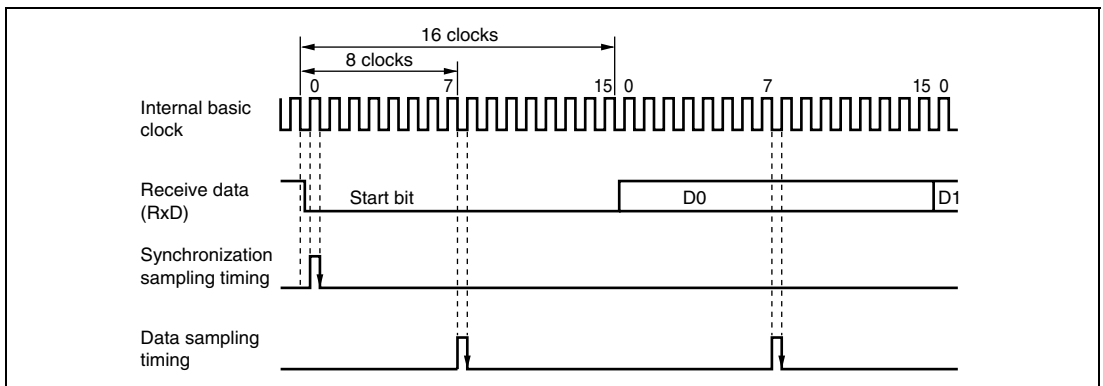 16 clocks
8 clocks
0 7 15 0 7 15 0
Internal basic
clock
Receive data
(RxD)
Start bit D0 D1
Synchronization
sampling timing
Data sampling
timing